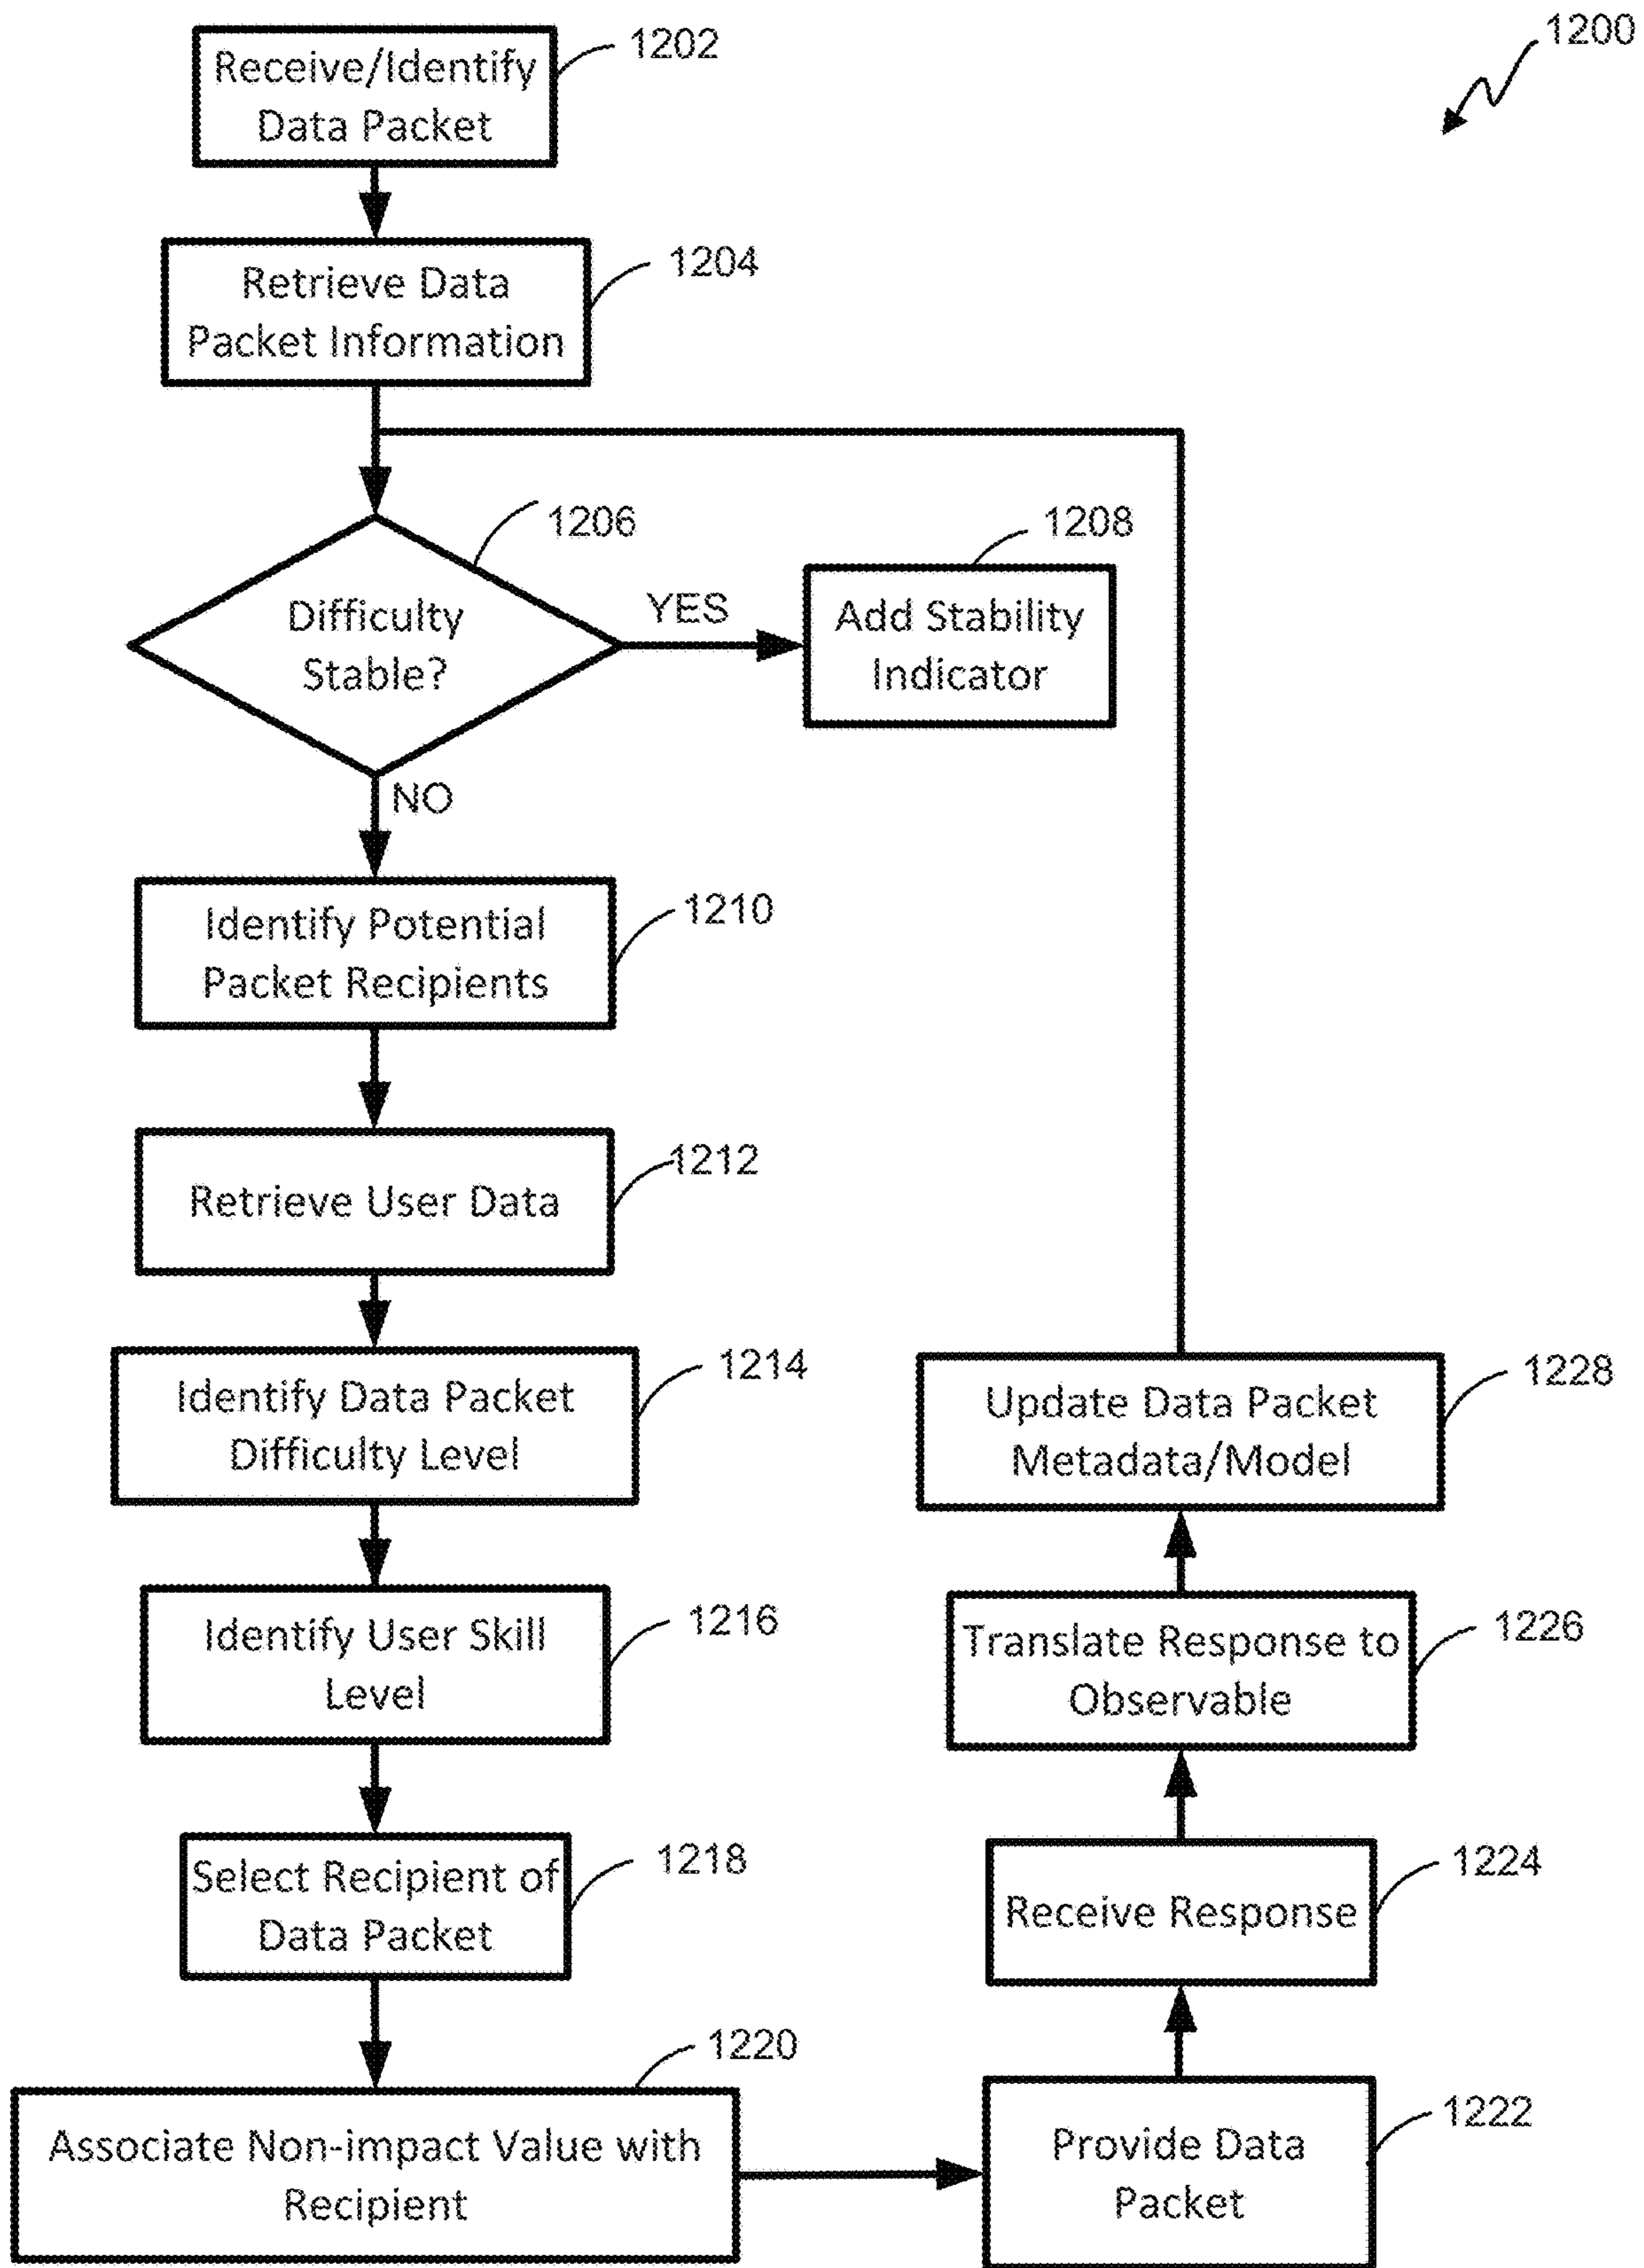 1200
1202
Receive/Identify
Data Packet
1204
Retrieve Data
Packet Information
1206
Difficulty
Stable?
YES
1208
Add Stability
Indicator
NO
1210
Identify Potential
Packet Recipients
1212
Retrieve User Data
1214
Identify Data Packet
Difficulty Level
1216
Identify User Skill
Level
1218
Select Recipient of
Data Packet
1220
Associate Non-impact Value with
Recipient
1222
Provide Data
Packet
1224
Receive Response
1226
Translate Response to
Observable
1228
Update Data Packet
Metadata/Model